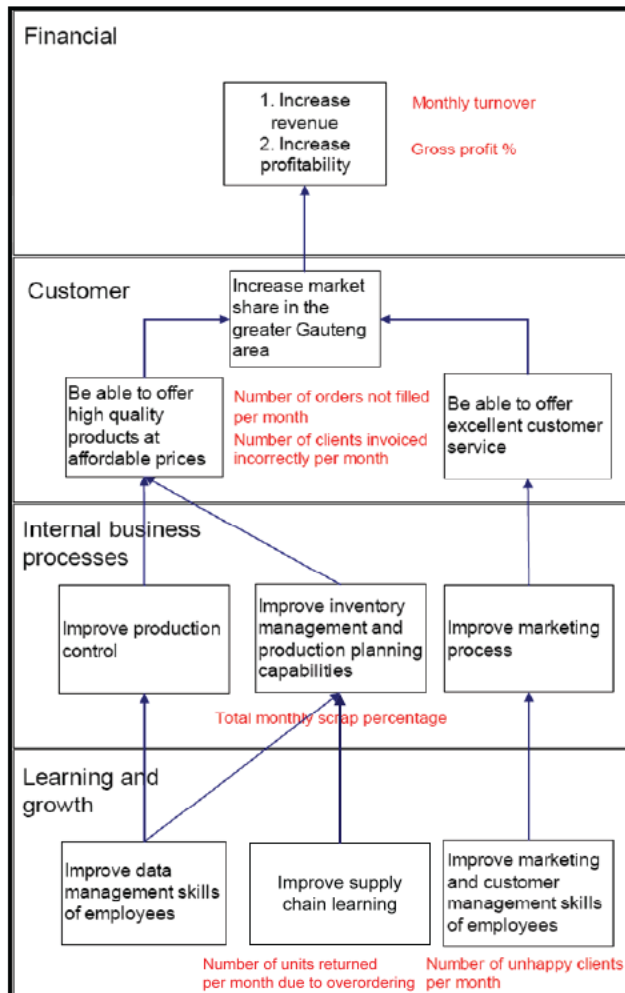 Financial
1. Increase
revenue
2. Increase
profitability
Monthly turnover
Gross profit %
Customer
Increase market
share in the
greater Gauteng
area
Be able to offer
high quality
products at
affordable prices
Number of orders not filled
per month
Number of clients invoiced
incorrectly per month
Be able to offer
excellent customer
service
Internal business
processes
Improve production
control
Improve inventory
management and
production planning
capabilities
Improve marketing
process
Total monthly scrap percentage
Learning and
growth
Improve data
management skills
of employees
Improve supply
chain learning
Improve marketing
and customer
management skills
of employees
Number of units returned
per month due to overordering
Number of unhappy clients
per month